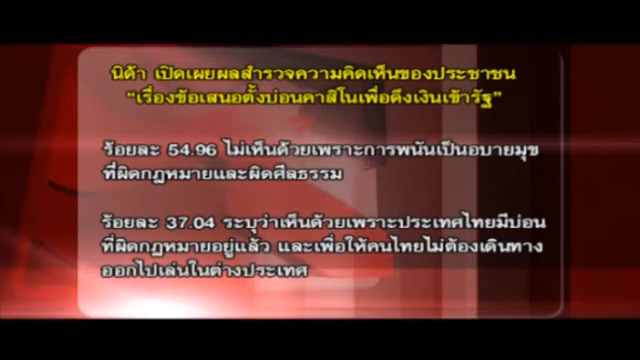 นิด้า เปิดเผยผลสำรวจความคิดเห็นของประชาชน
“เรื่องข้อเสนอตั้งบ่อนคาสิโนเพื่อดึงเงินเข้ารัฐ”
ร้อยละ 54.96 ไม่เห็นด้วยเพราะการพนันเป็นอบายมุข
ที่ผิดกฎหมายและผิดศีลธรรม
ร้อยละ 37.04 ระบุว่าเห็นด้วยเพราะประเทศไทยมีบ่อน
ที่ผิดกฎหมายอยู่แล้ว และเพื่อให้คนไทยไม่ต้องเดินทาง
ออกไปเล่นในต่างประเทศ